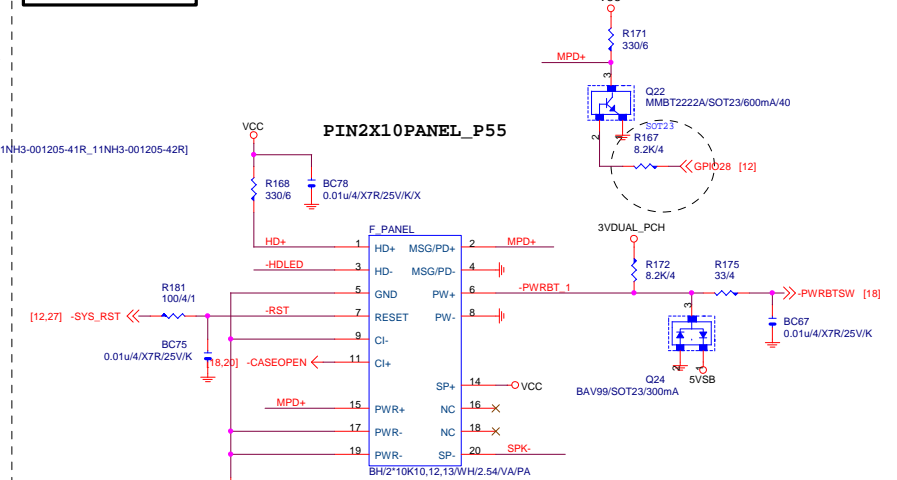 R171
330/6
MPD+
3
Q22
MMBT2222A/SOT23/600mA/40
2
SOT23
R167
8.2K/4
GPIO28 [12]
VCC
PIN2X10PANEL_P55
1NH3-001205-41R_11NH3-001205-42R]
R168
330/6
BC78
0.01u/4/X7R/25V/K/X
3VDUAL_PCH
F_PANEL
HD+ 1 HD+ MSG/PD+ 2 MPD+
-HDLED 3 HD- MSG/PD- 4
R172
8.2K/4
R175
33/4
5 GND PW+ 6 -PWRBT_1
-PWRBTSW [18]
R181
100/4/1
[12,27] -SYS_RST
-RST 7 RESET PW- 8
3
BC67
0.01u/4/X7R/25V/K
9 CI-
BC75
0.01u/4/X7R/25V/K
[18,20] -CASEOPEN 11 CI+
2 1
Q24
5VSB
BAV99/SOT23/300mA
SP+ 14 VCC
MPD+ 15 PWR+ NC 16
17 PWR- NC 18
19 PWR- SP- 20 SPK-
BH/2*10K10,12,13/WH/2.54/VA/PA